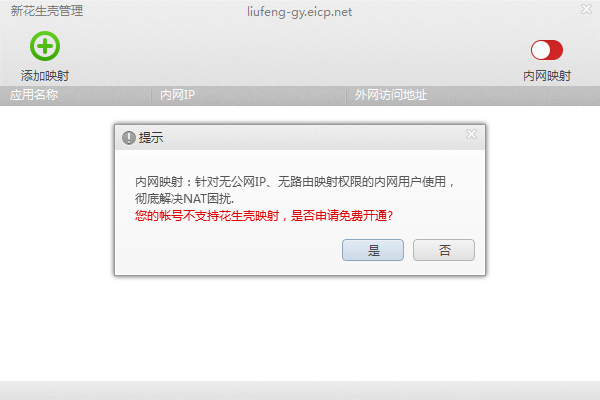 新花生壳管理
liufeng-gy.eicp.net
添加映射
内网映射
应用名称
内网IP
外网访问地址
提示
内网映射：针对无公网IP、无路由映射权限的内网用户使用，
彻底解决NAT困扰.
您的帐号不支持花生壳映射，是否申请免费开通?
是
否